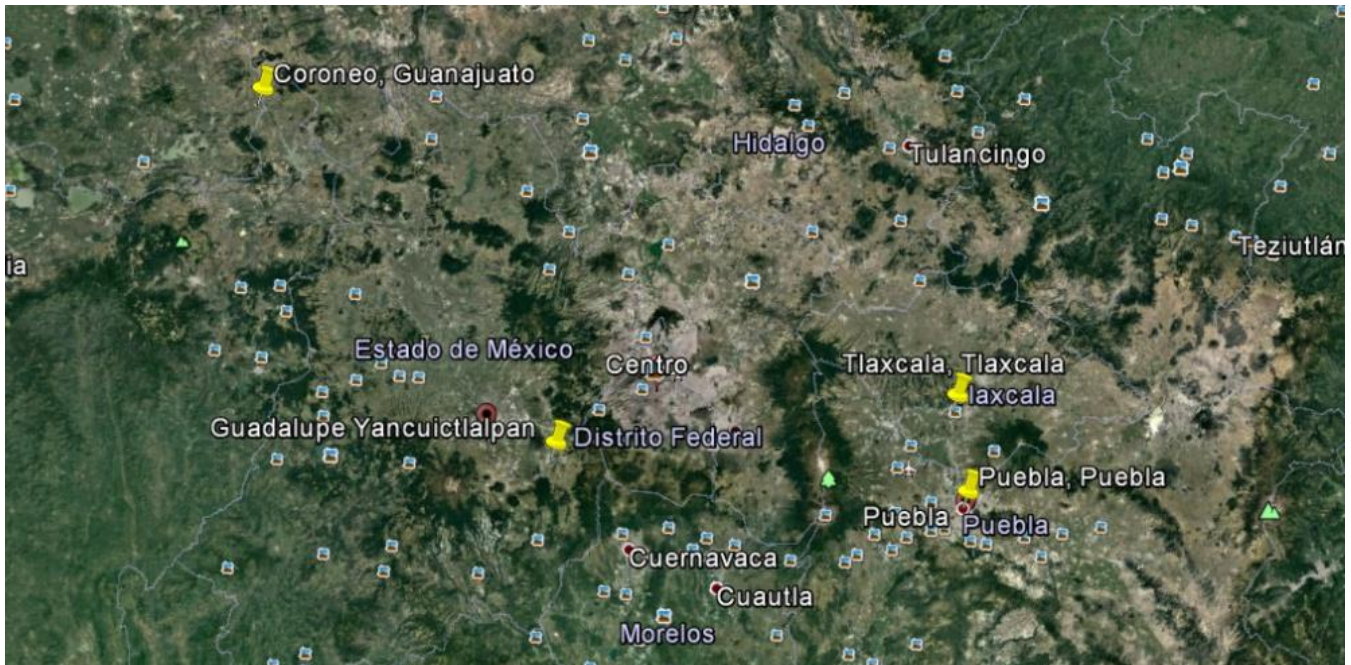 Coroneo, Guanajuato
Hidalgo
Tulancingo
Teziutlán
ia
Estado de México
Centro
Tlaxcala, Tlaxcala
laxcala
Guadalupe Yancuictlalpan
Distrito Federal
Puebla, Puebla
Puebla
Puebla
Cuernavaca
Cuautla
Morelos